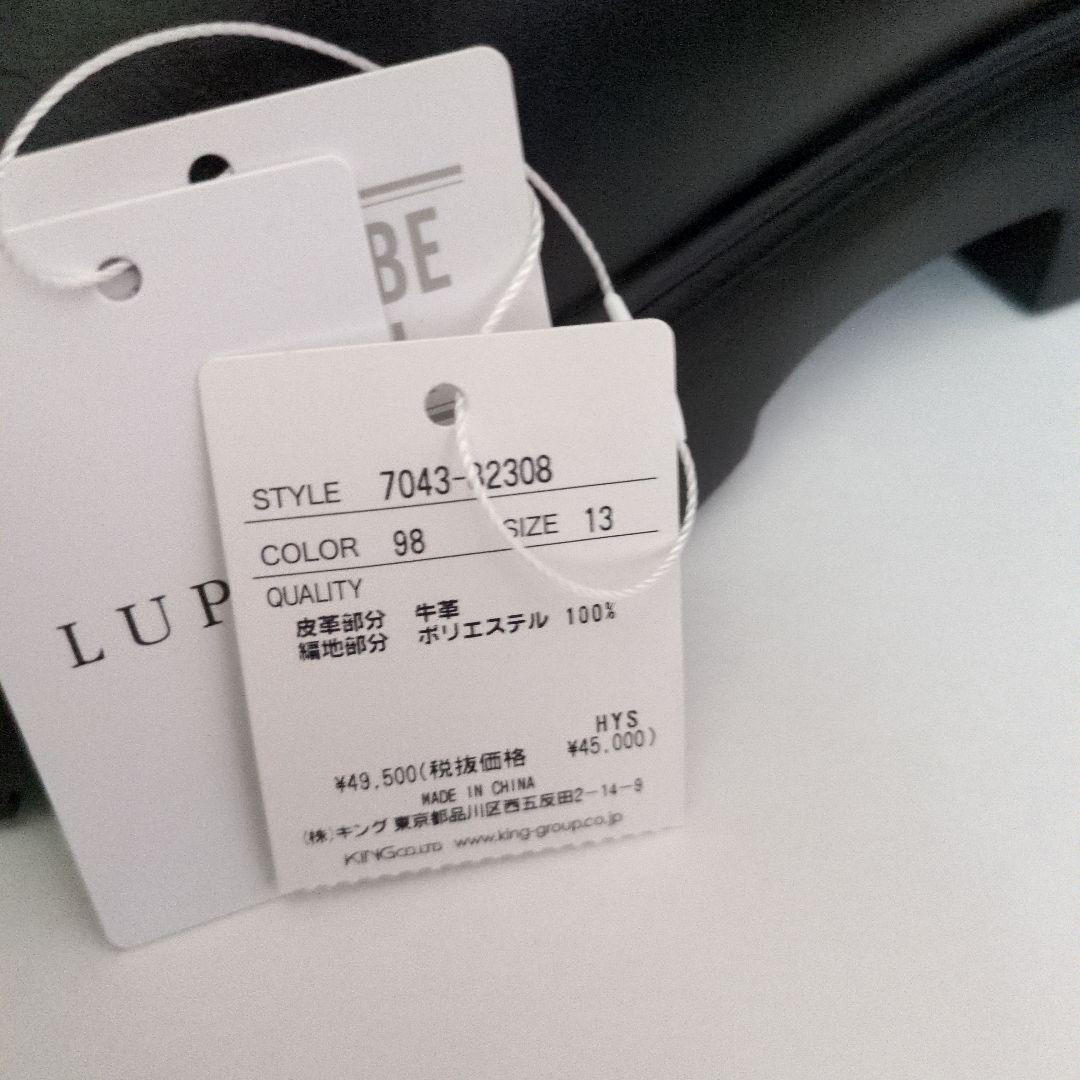 BE
LUP
STYLE 7043-32308
COLOR 98 SIZE 13
QUALITY
皮革部分 牛革
編地部分 ポリエステル 100%
HYS
¥49,500(税抜価格 ¥45,000)
MADE IN CHINA
(株)キング 東京都品川区西五反田2-14-9
KING CO.LTD www.king-group.co.jp